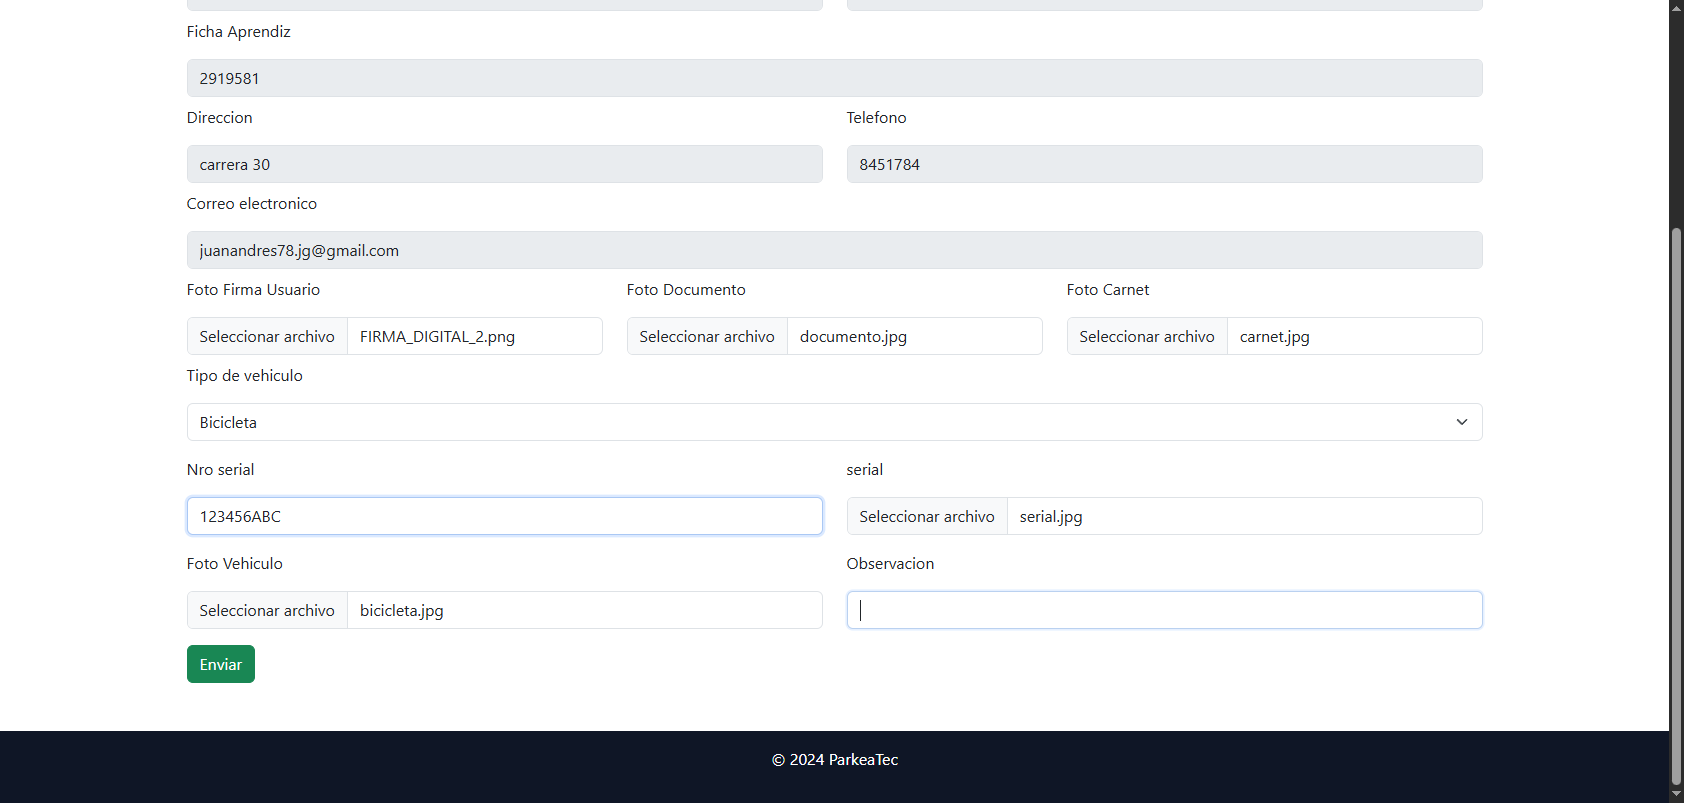 Ficha Aprendiz
2919581
Direccion
Telefono
carrera 30
8451784
Correo electronico
juanandres78.jg@gmail.com
Foto Firma Usuario
Foto Documento
Foto Carnet
Seleccionar archivo FIRMA_DIGITAL_2.png
Seleccionar archivo documento.jpg
Seleccionar archivo carnet.jpg
Tipo de vehiculo
Bicicleta
Nro serial
serial
123456ABC
Seleccionar archivo serial.jpg
Foto Vehiculo
Observacion
Seleccionar archivo bicicleta.jpg
Enviar
© 2024 ParkeaTec